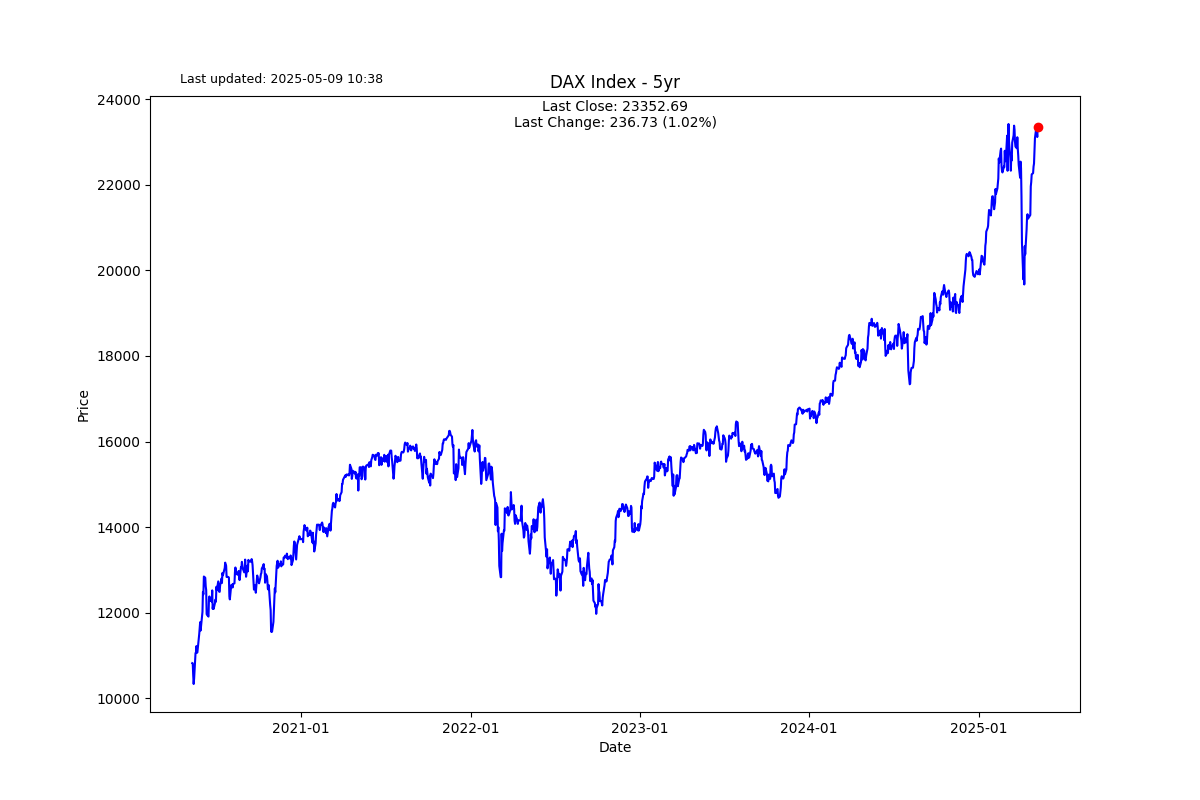 Last updated: 2025-05-09 10:38
DAX Index - 5yr
Last Close: 23352.69
Last Change: 236.73 (1.02%)
24000
22000
20000
18000
16000
14000
12000
10000
Price
2021-01
2022-01
2023-01
2024-01
2025-01
Date